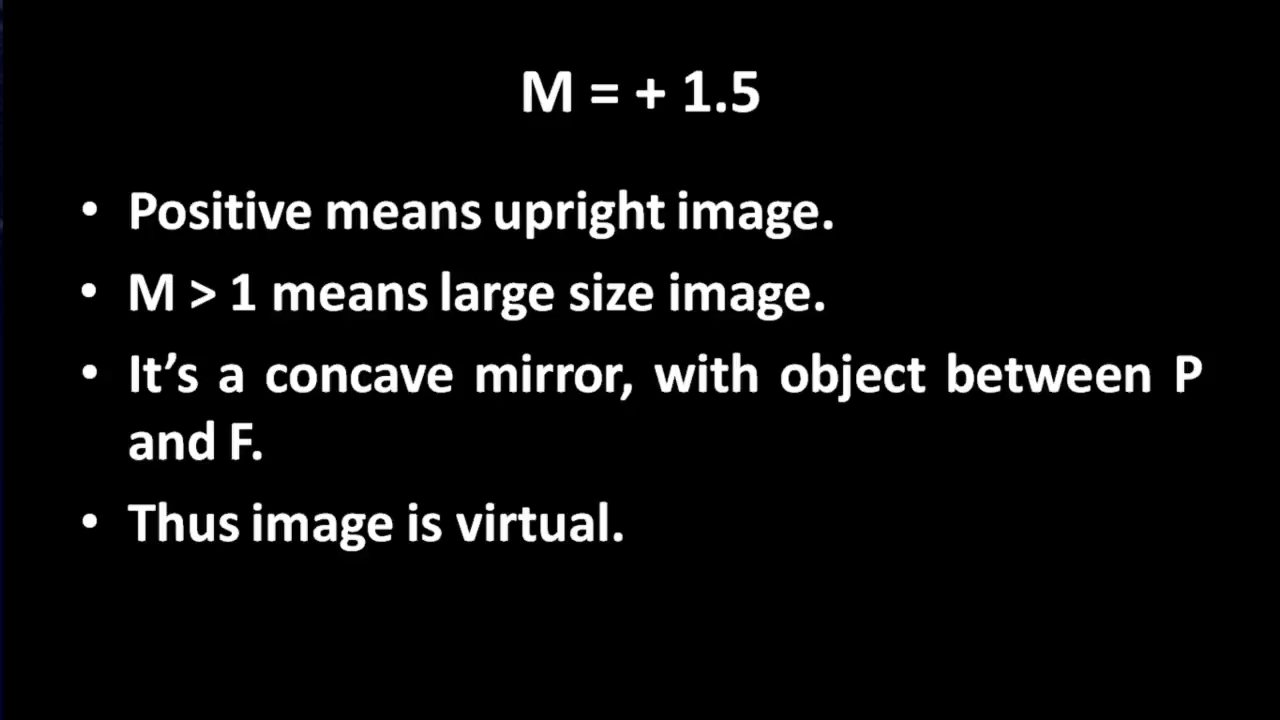 M = + 1.5
• Positive means upright image.
• M > 1 means large size image.
• It’s a concave mirror, with object between P
and F.
• Thus image is virtual.